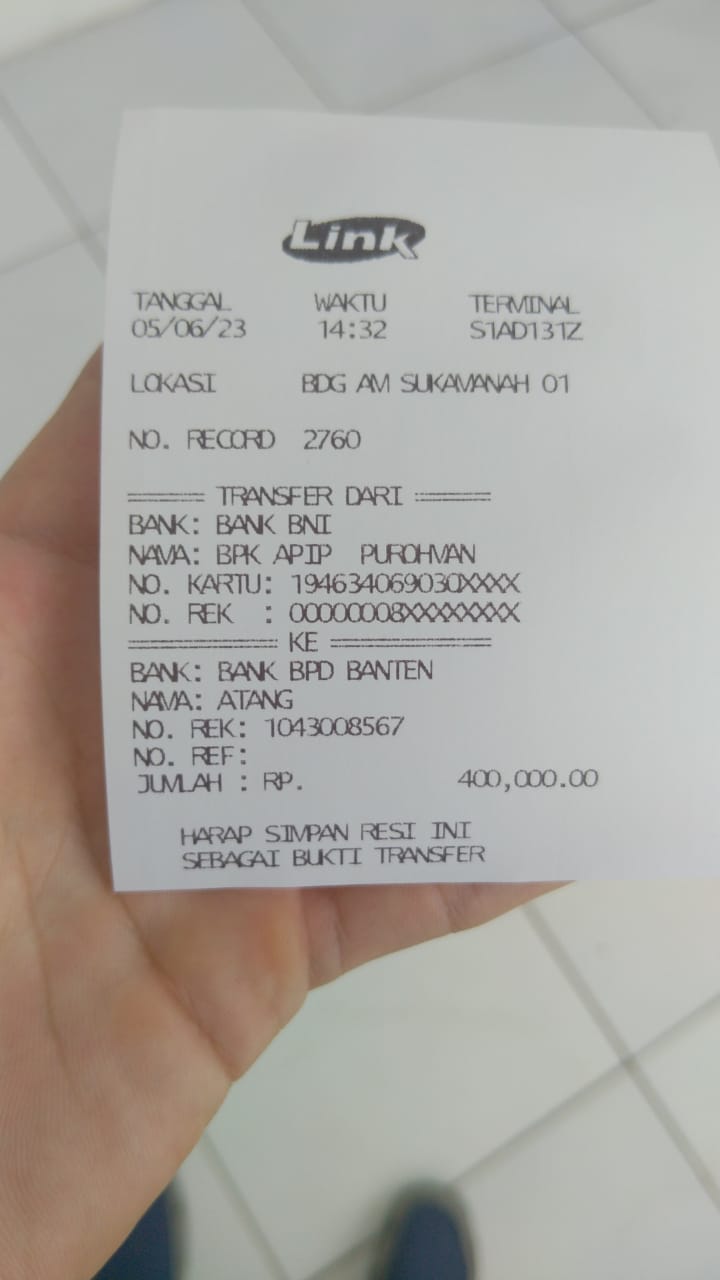 Link
TANGGAL WAKTU TERMINAL
05/06/23 14:32 S1AD131Z
LOKASI BDG AM SUKAMANAH 01
NO. RECORD 2760
===== TRANSFER DARI =====
BANK: BANK BNI
NAMA: BPK APIP PUROHMAN
NO. KARTU: 194634069030XXXX
NO. REK : 00000008XXXXXXXX
========== KE ===========
BANK: BANK BPD BANTEN
NAMA: ATANG
NO. REK: 1043008567
NO. REF:
JUMLAH : RP. 400,000.00
HARAP SIMPAN RESI INI
SEBAGAI BUKTI TRANSFER